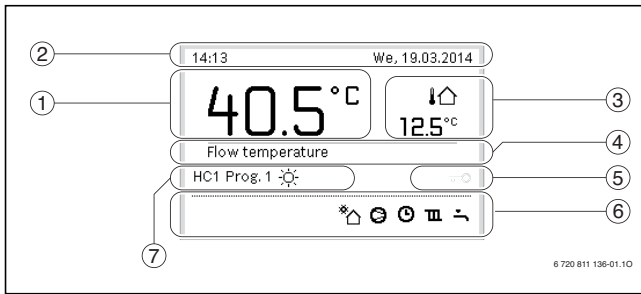 14:13 We, 19.03.2014
40.5°C
12.5°C
Flow temperature
HC1 Prog. 1
1
2
3
4
5
6
7
6 720 811 136-01.1O